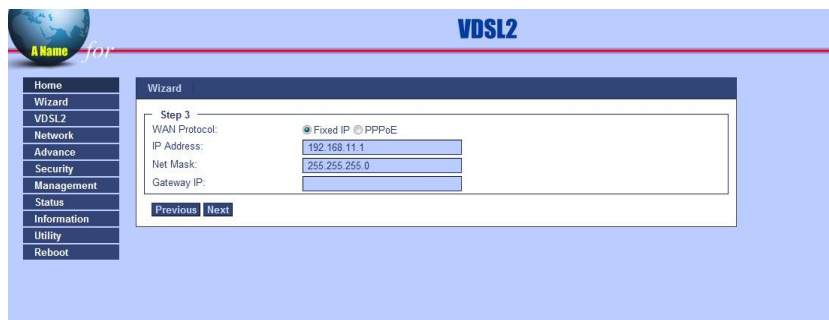 VDSL2
A Name for
Home
Wizard
VDSL2
Network
Advance
Security
Management
Status
Information
Utility
Reboot
Wizard
Step 3
WAN Protocol: Fixed IP PPPoE
IP Address: 192.168.11.1
Net Mask: 255.255.255.0
Gateway IP:
Previous Next